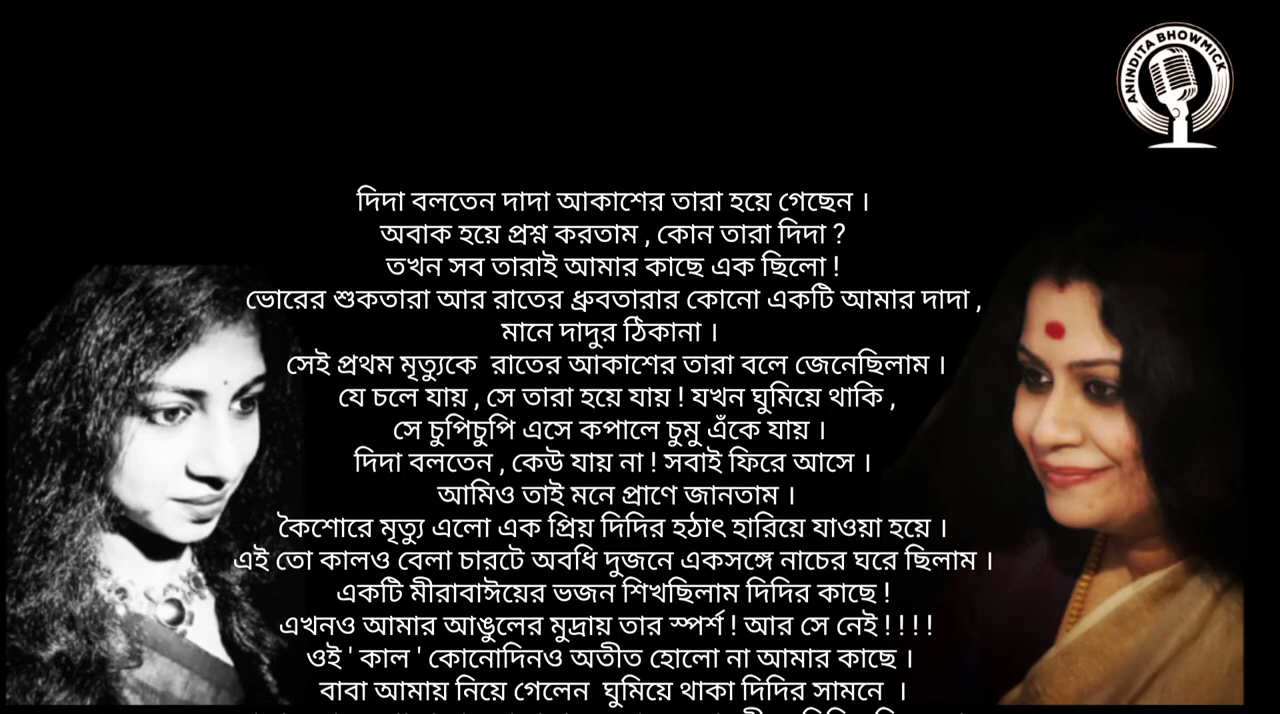 ANINDITA BHOWMICK
দিদা বলতেন দাদা আকাশের তারা হয়ে গেছেন ।
অবাক হয়ে প্রশ্ন করতাম , কোন তারা দিদা ?
তখন সব তারাই আমার কাছে এক ছিলো !
ভোরের শুকতারা আর রাতের ধ্রুবতারার কোনো একটি আমার দাদা ,
মানে দাদুর ঠিকানা ।
সেই প্রথম মৃত্যুকে রাতের আকাশের তারা বলে জেনেছিলাম ।
যে চলে যায় , সে তারা হয়ে যায় ! যখন ঘুমিয়ে থাকি ,
সে চুপিচুপি এসে কপালে চুমু এঁকে যায় ।
দিদা বলতেন , কেউ যায় না ! সবাই ফিরে আসে ।
আমিও তাই মনে প্রাণে জানতাম ।
কৈশোরে মৃত্যু এলো এক প্রিয় দিদির হঠাৎ হারিয়ে যাওয়া হয়ে ।
এই তো কালও বেলা চারটে অবধি দুজনে একসঙ্গে নাচের ঘরে ছিলাম ।
একটি মীরাবাঈয়ের ভজন শিখছিলাম দিদির কাছে !
এখনও আমার আঙুলের মুদ্রায় তার স্পর্শ ! আর সে নেই ! ! ! !
ওই ' কাল ' কোনোদিনও অতীত হোলো না আমার কাছে ।
বাবা আমায় নিয়ে গেলেন ঘুমিয়ে থাকা দিদির সামনে ।